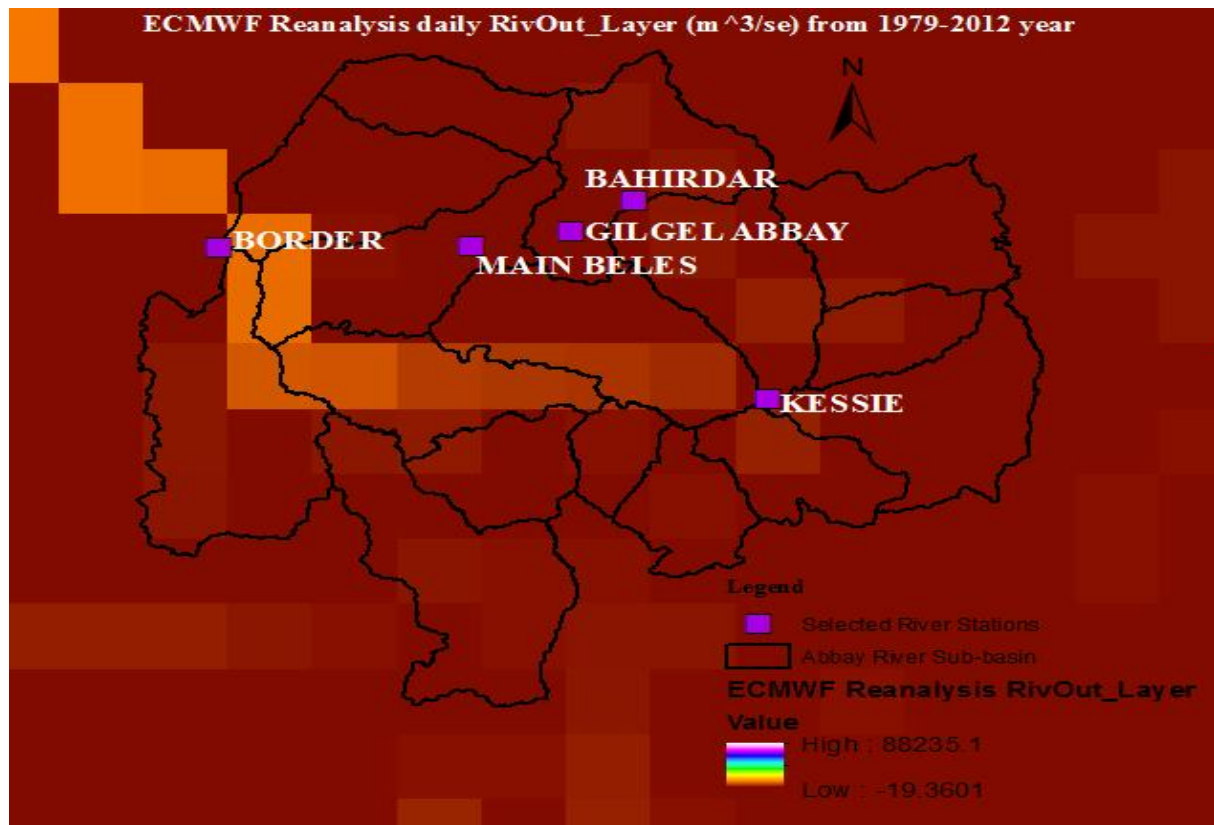 ECMWF Reanalysis daily RivOut_Layer (m^3/se) from 1979-2012 year
N
BAHIRDAR
BORDER
GILGEL ABBAY
MAIN BELES
KESSIE
Legend
Selected River Stations
Abbay River Sub-basin
ECMWF Reanalysis RivOut_Layer
Value
High : 88235.1
Low : -19.3601